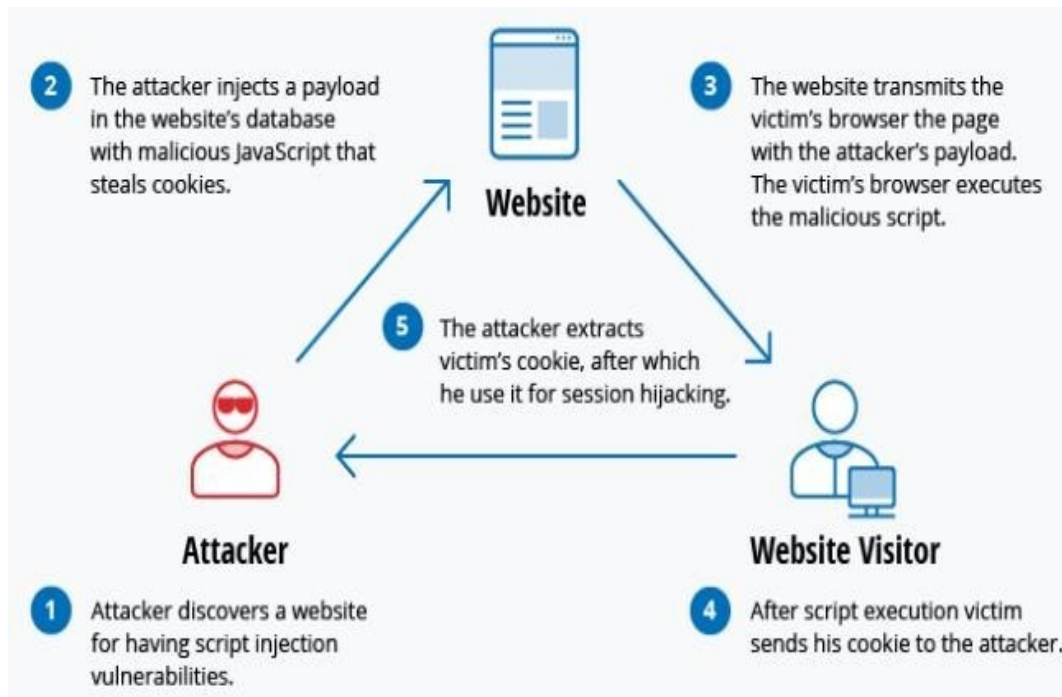 2
The attacker injects a payload
in the website's database
with malicious JavaScript that
steals cookies.
Website
3
The website transmits the
victim's browser the page
with the attacker's payload.
The victim's browser executes
the malicious script.
5
The attacker extracts
victim's cookie, after which
he use it for session hijacking.
Attacker
Website Visitor
1
Attacker discovers a website
for having script injection
vulnerabilities.
4
After script execution victim
sends his cookie to the attacker.